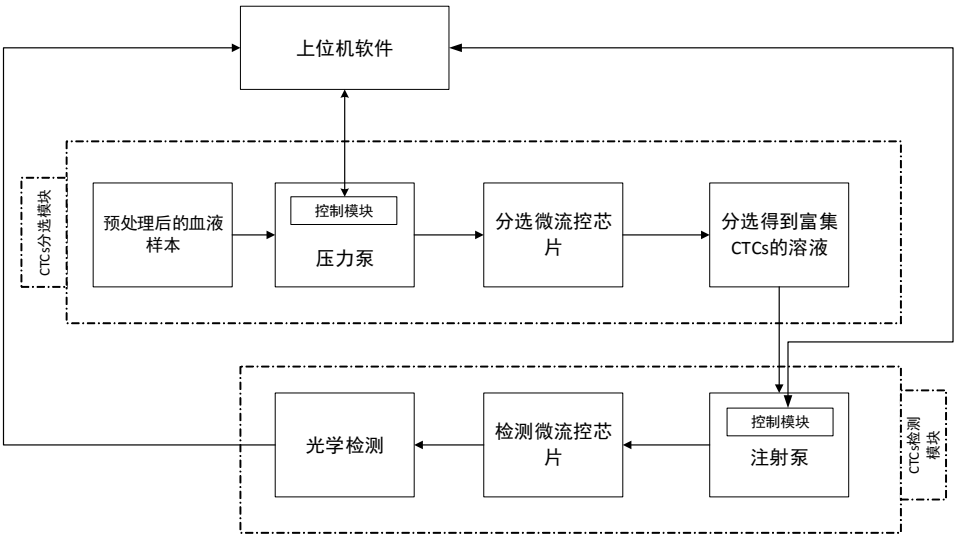 上位机软件
CTCs分选模块
预处理后的血液
样本
控制模块
压力泵
分选微流控芯
片
分选得到富集
CTCs的溶液
光学检测
检测微流控芯
片
控制模块
注射泵
CTCs检测
模块